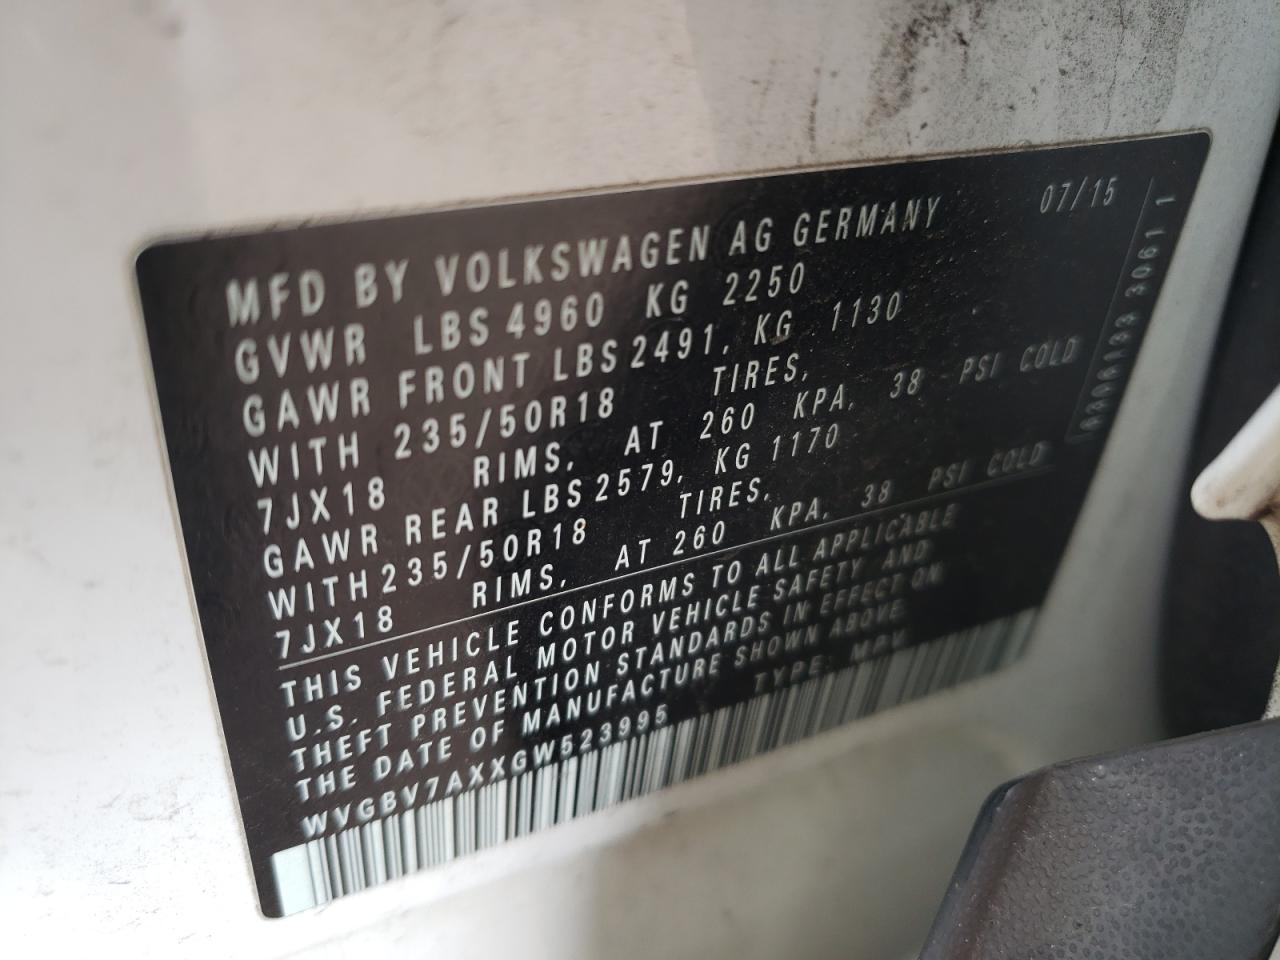 MFD BY VOLKSWAGEN AG GERMANY 07/15
GVWR LBS 4960 KG 2250
GAWR FRONT LBS 2491, KG 1130
WITH 235/50R18 TIRES,
7JX18 RIMS, AT 260 KPA, 38 PSI COLD
GAWR REAR LBS 2579, KG 1170
WITH 235/50R18 TIRES,
7JX18 RIMS, AT 260 KPA, 38 PSI COLD
THIS VEHICLE CONFORMS TO ALL APPLICABLE
U.S. FEDERAL MOTOR VEHICLE SAFETY AND
THEFT PREVENTION STANDARDS IN EFFECT ON
THE DATE OF MANUFACTURE SHOWN ABOVE.
WVGBV7AXXGW523995 TYPE: MPV